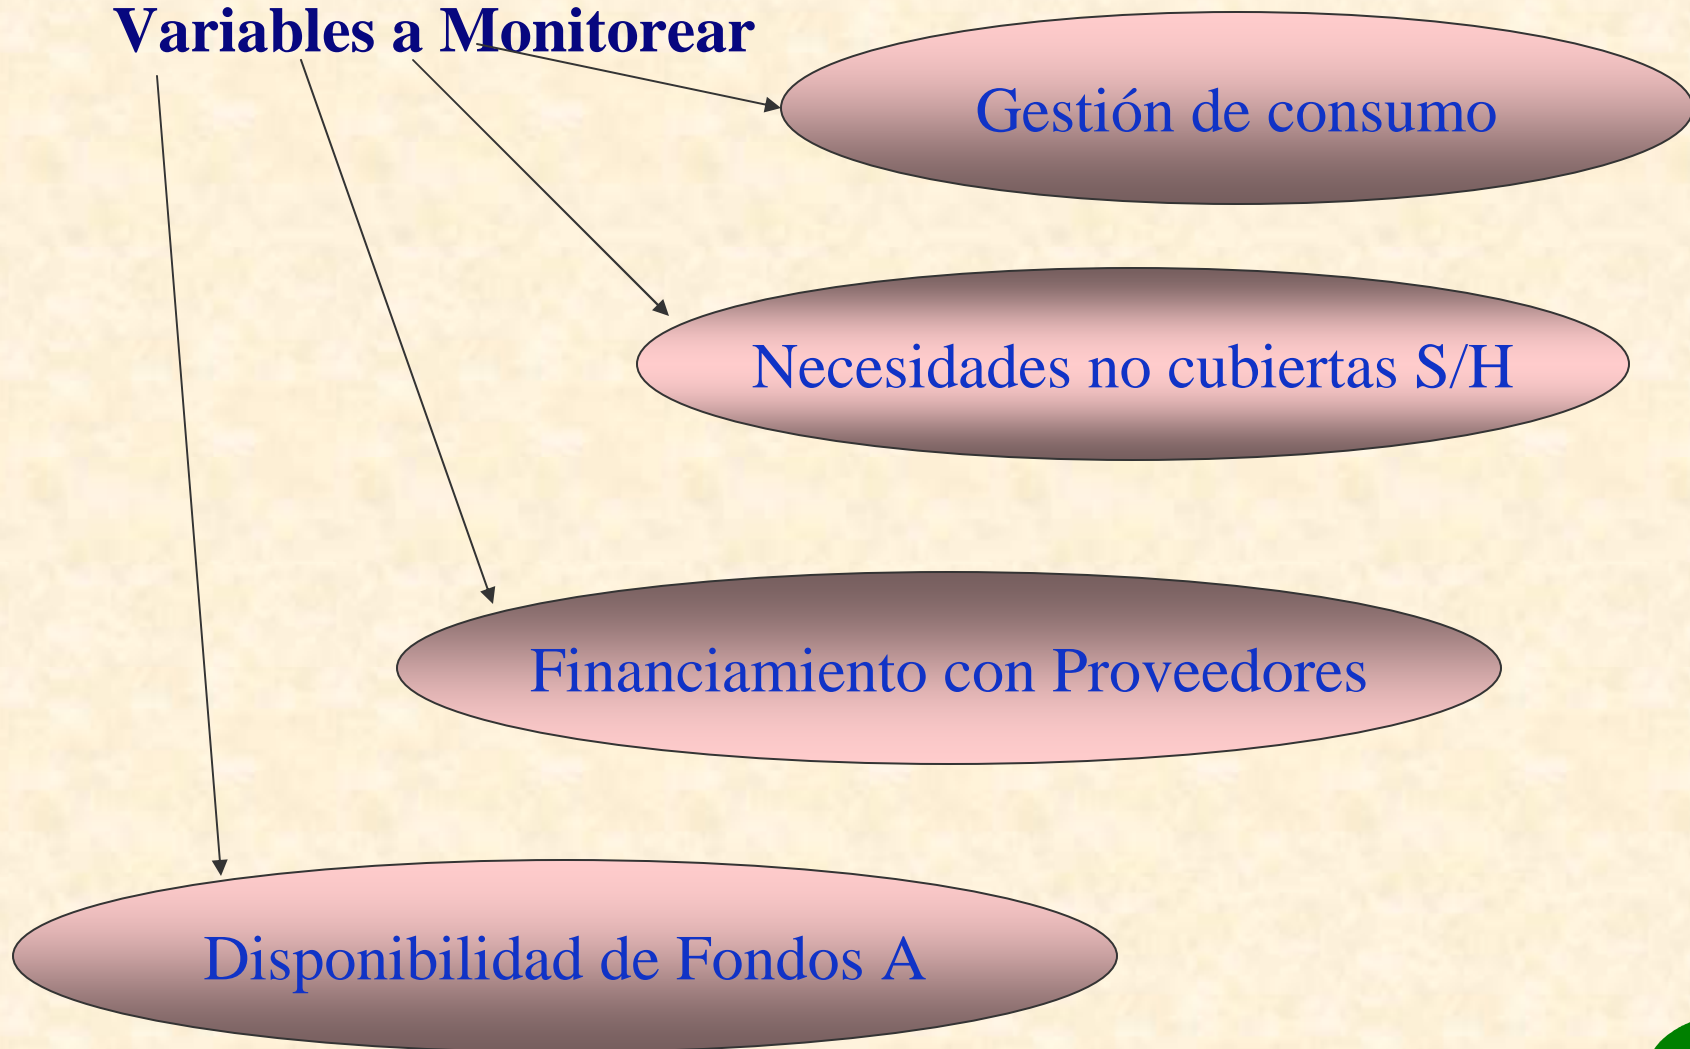 Variables a Monitorear
Gestión de consumo
Necesidades no cubiertas S/H
Financiamiento con Proveedores
Disponibilidad de Fondos A